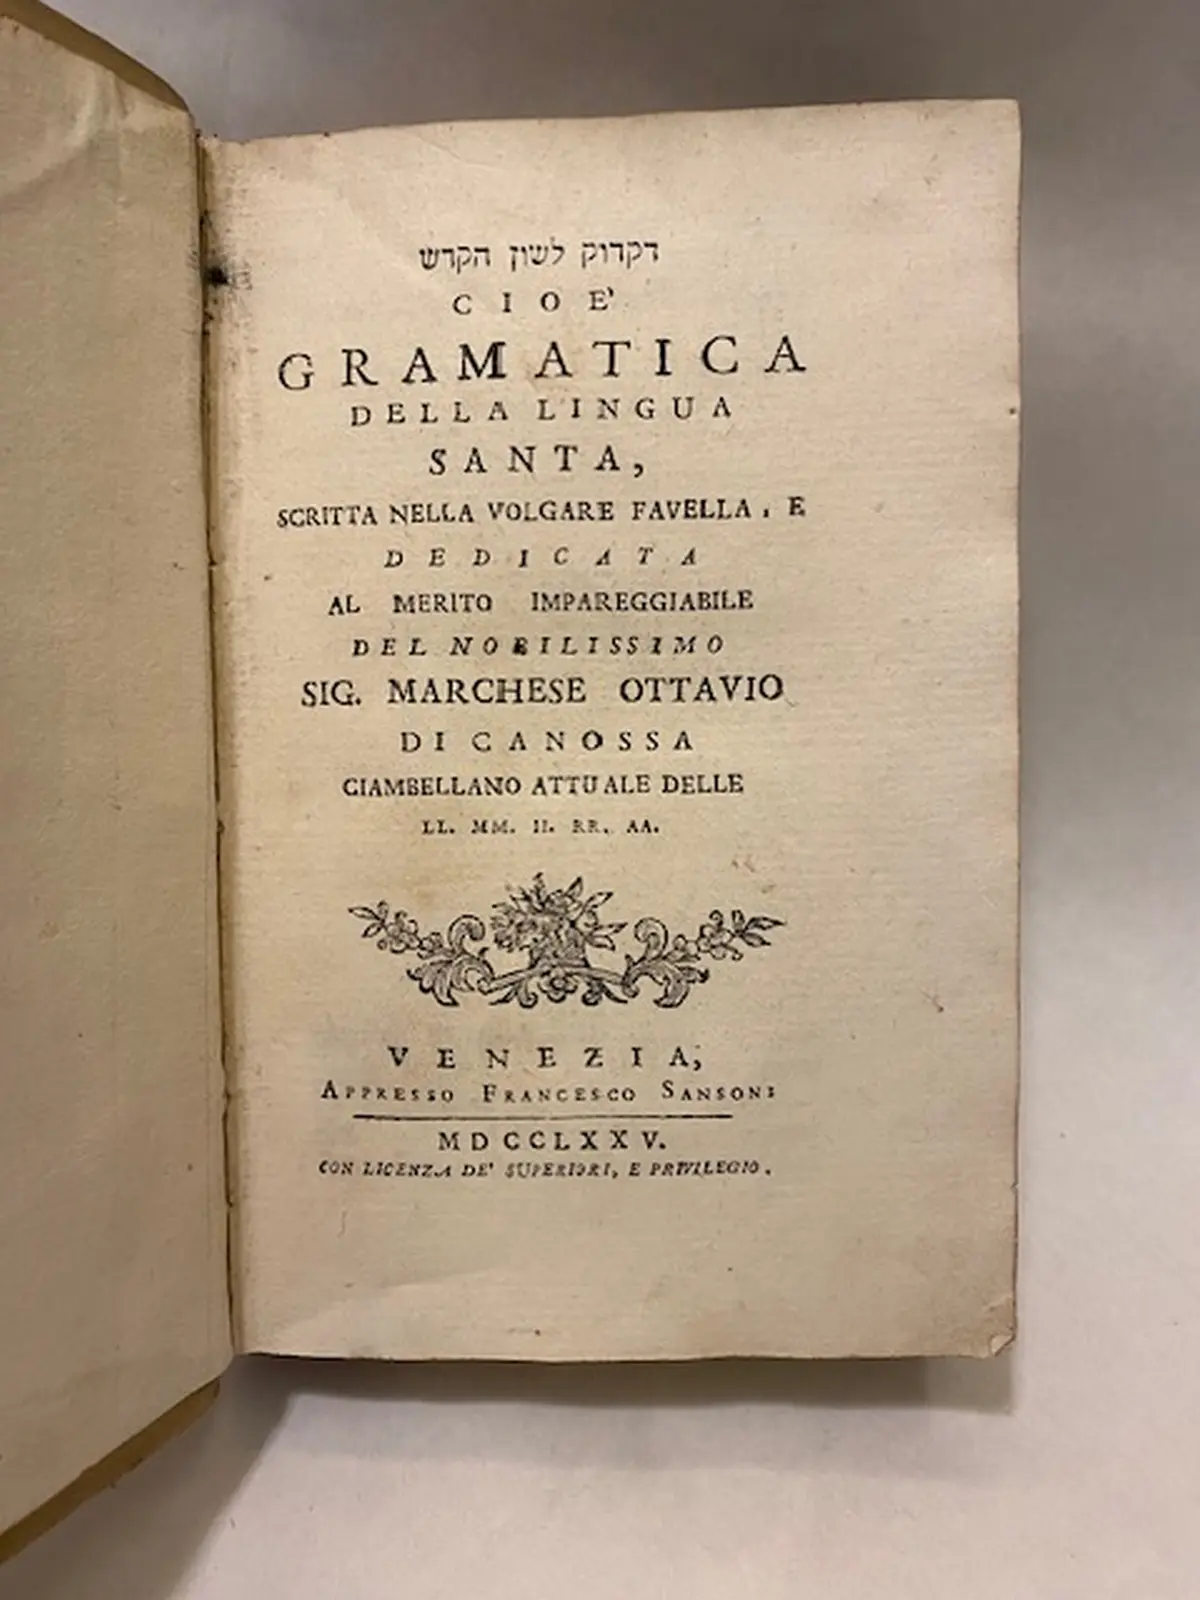 דקדוק לשון הקדש
CIOE'
GRAMATICA
DELLA LINGUA
SANTA,
SCRITTA NELLA VOLGARE FAVELLA, E
DEDICATA
AL MERITO IMPAREGGIABILE
DEL NOBILISSIMO
SIG. MARCHESE OTTAVIO
DI CANOSSA
CIAMBELLANO ATTUALE DELLE
LL. MM. II. RR. AA.
VENEZIA,
APPRESSO FRANCESCO SANSONI
MDCCLXXV.
CON LICENZA DE' SUPERIORI, E PRIVILEGIO.